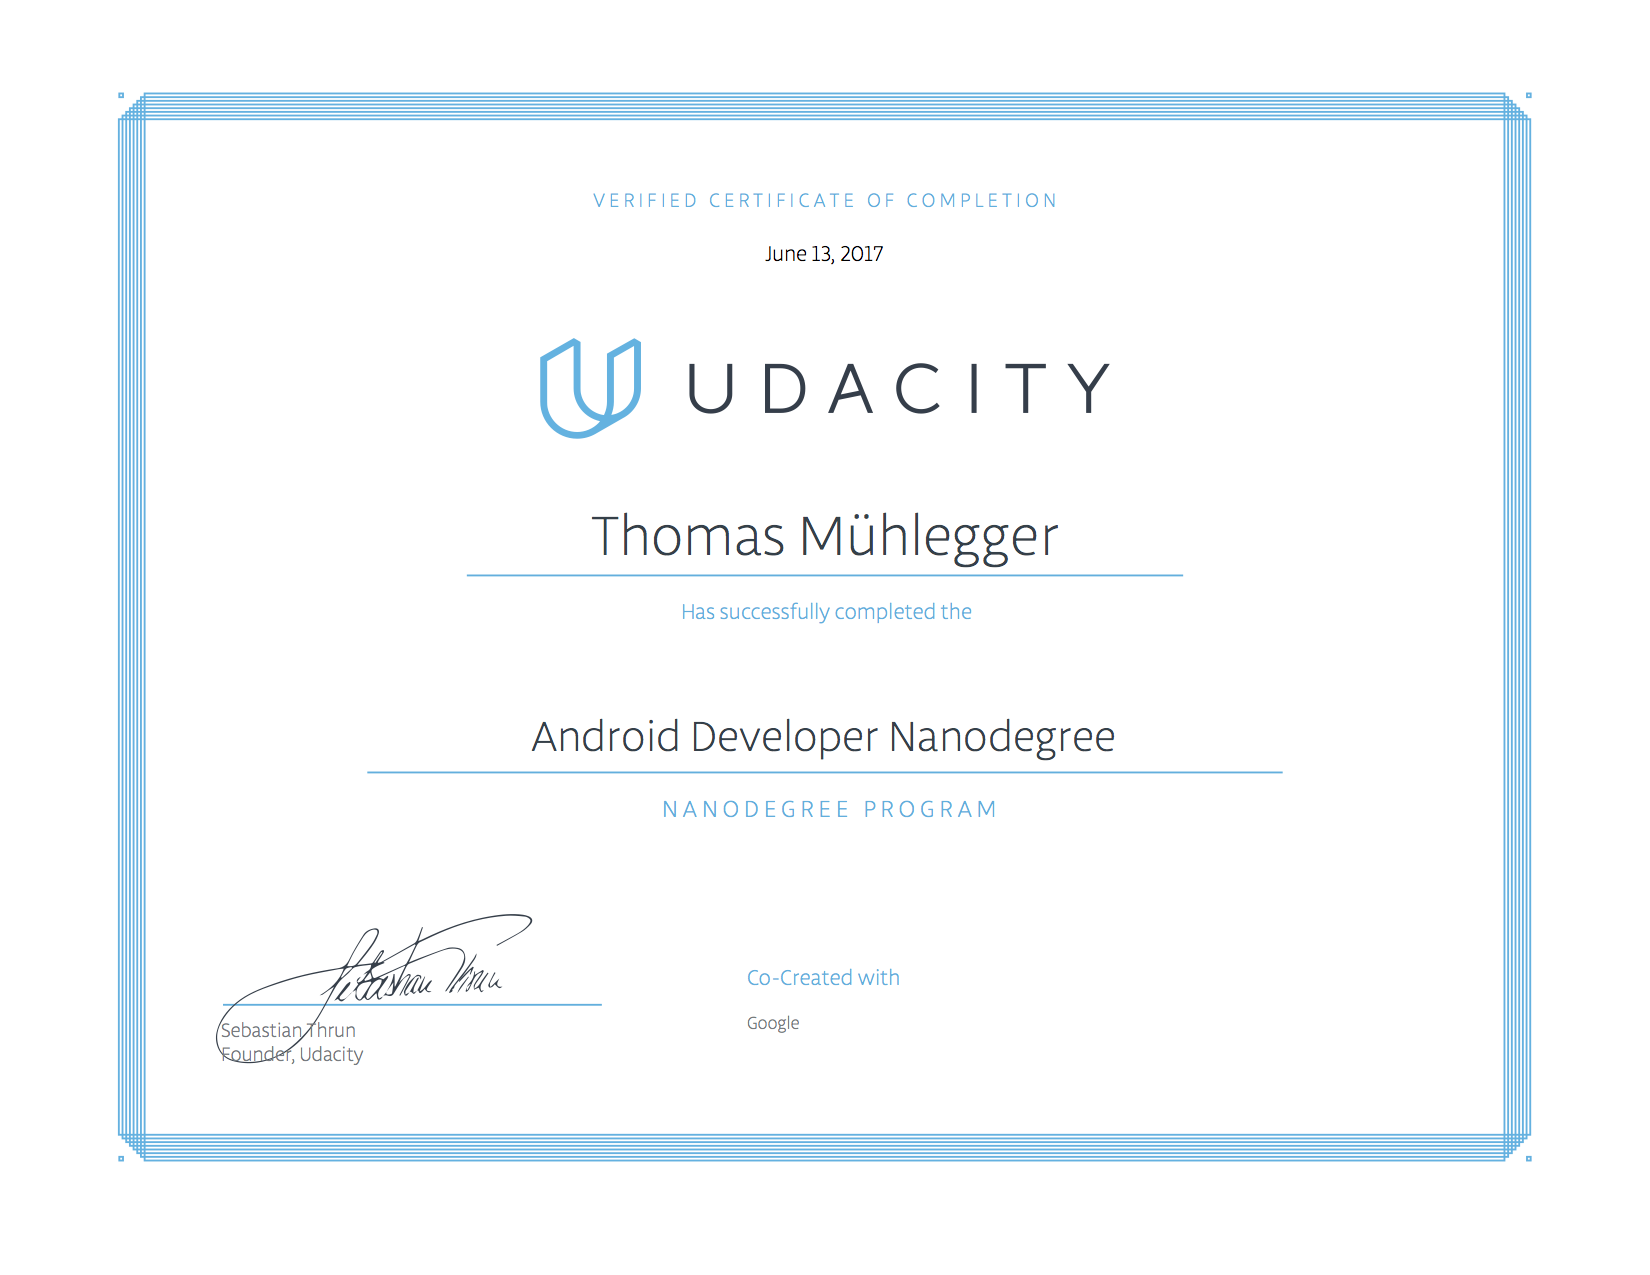 VERIFIED CERTIFICATE OF COMPLETION
June 13, 2017
UDACITY
Thomas Mühlegger
Has successfully completed the
Android Developer Nanodegree
NANODEGREE PROGRAM
Sebastian Thrun
Co-Created with
Google
Sebastian Thrun
Founder, Udacity